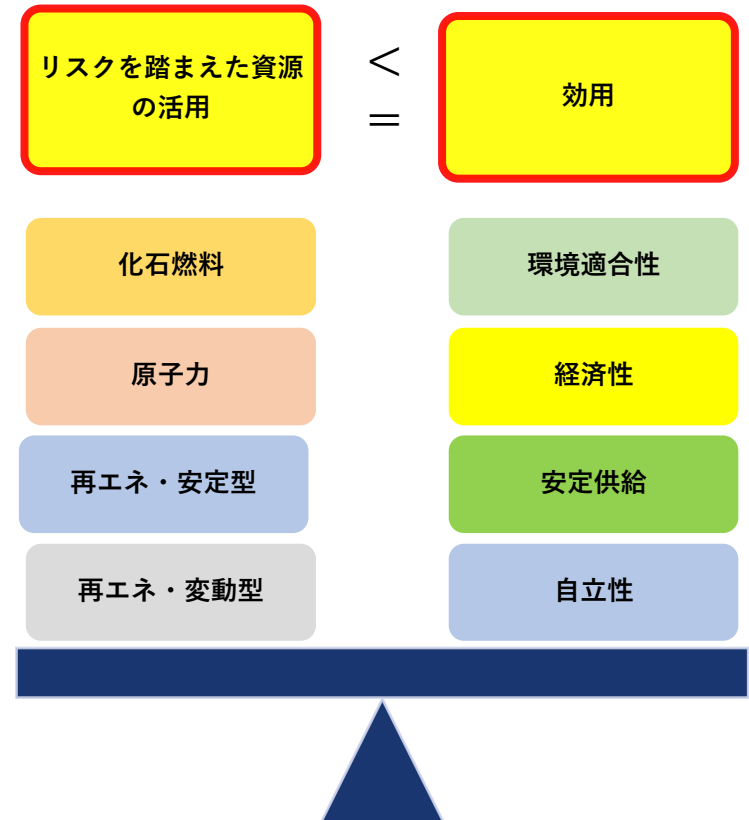 リスクを踏まえた資源
の活用
<
=
効用
化石燃料
環境適合性
原子力
経済性
再エネ・安定型
安定供給
再エネ・変動型
自立性